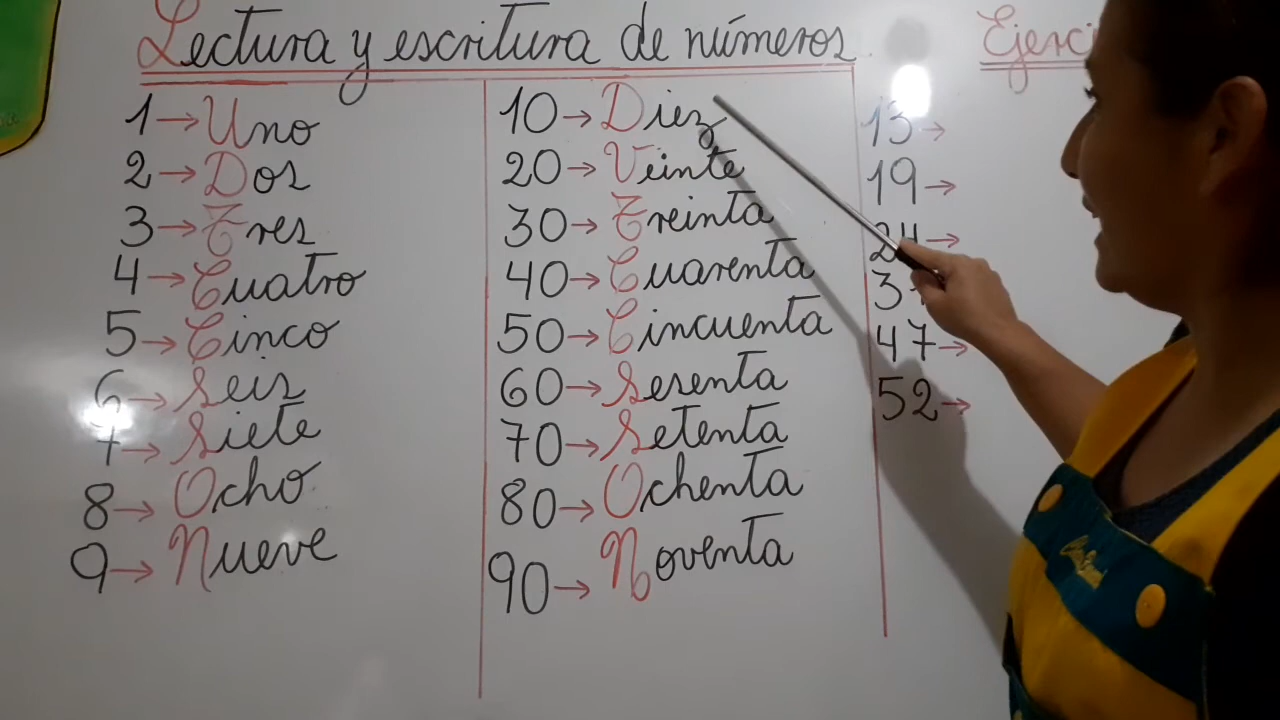 Lectura y escritura de números
1→Uno
2→Dos
3→Tres
4→Cuatro
5→Cinco
6→Seis
7→Siete
8→Ocho
9→Nueve
10→Diez
20→Veinte
30→Treinta
40→Cuarenta
50→Cincuenta
60→Sesenta
70→Setenta
80→Ochenta
90→Noventa
Ejerci
13→
19→
24→
3
47→
52→